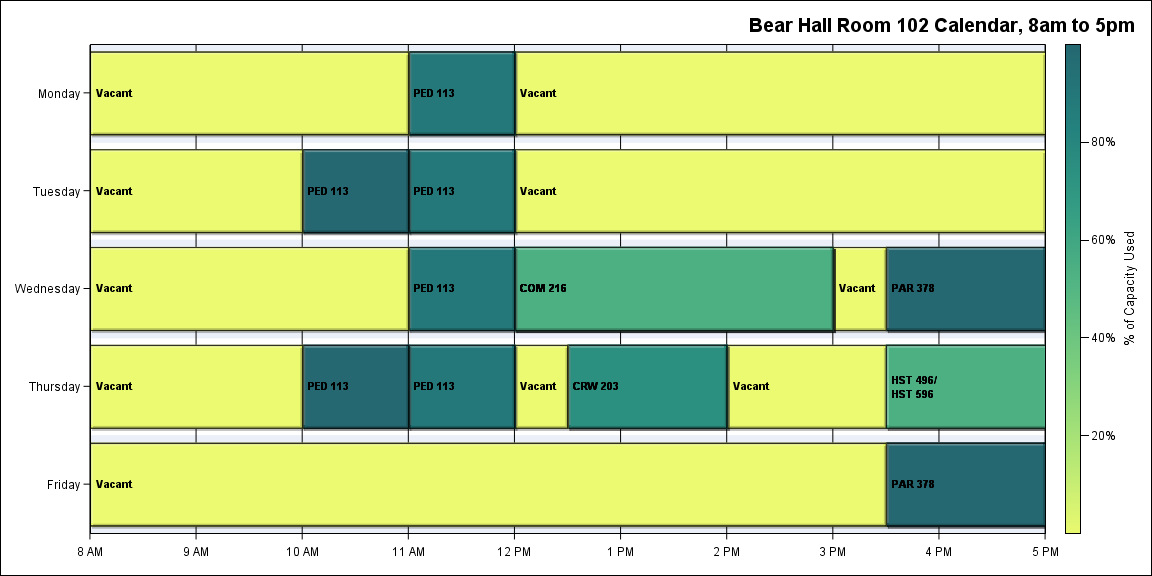 Bear Hall Room 102 Calendar, 8am to 5pm
Monday
Vacant
PED 113
Vacant
Tuesday
Vacant
PED 113
PED 113
Vacant
Wednesday
Vacant
PED 113
COM 216
Vacant
PAR 378
Thursday
Vacant
PED 113
PED 113
Vacant
CRW 203
Vacant
HST 496/
HST 596
Friday
Vacant
PAR 378
8 AM
9 AM
10 AM
11 AM
12 PM
1 PM
2 PM
3 PM
4 PM
5 PM
80%
60%
40%
20%
% of Capacity Used